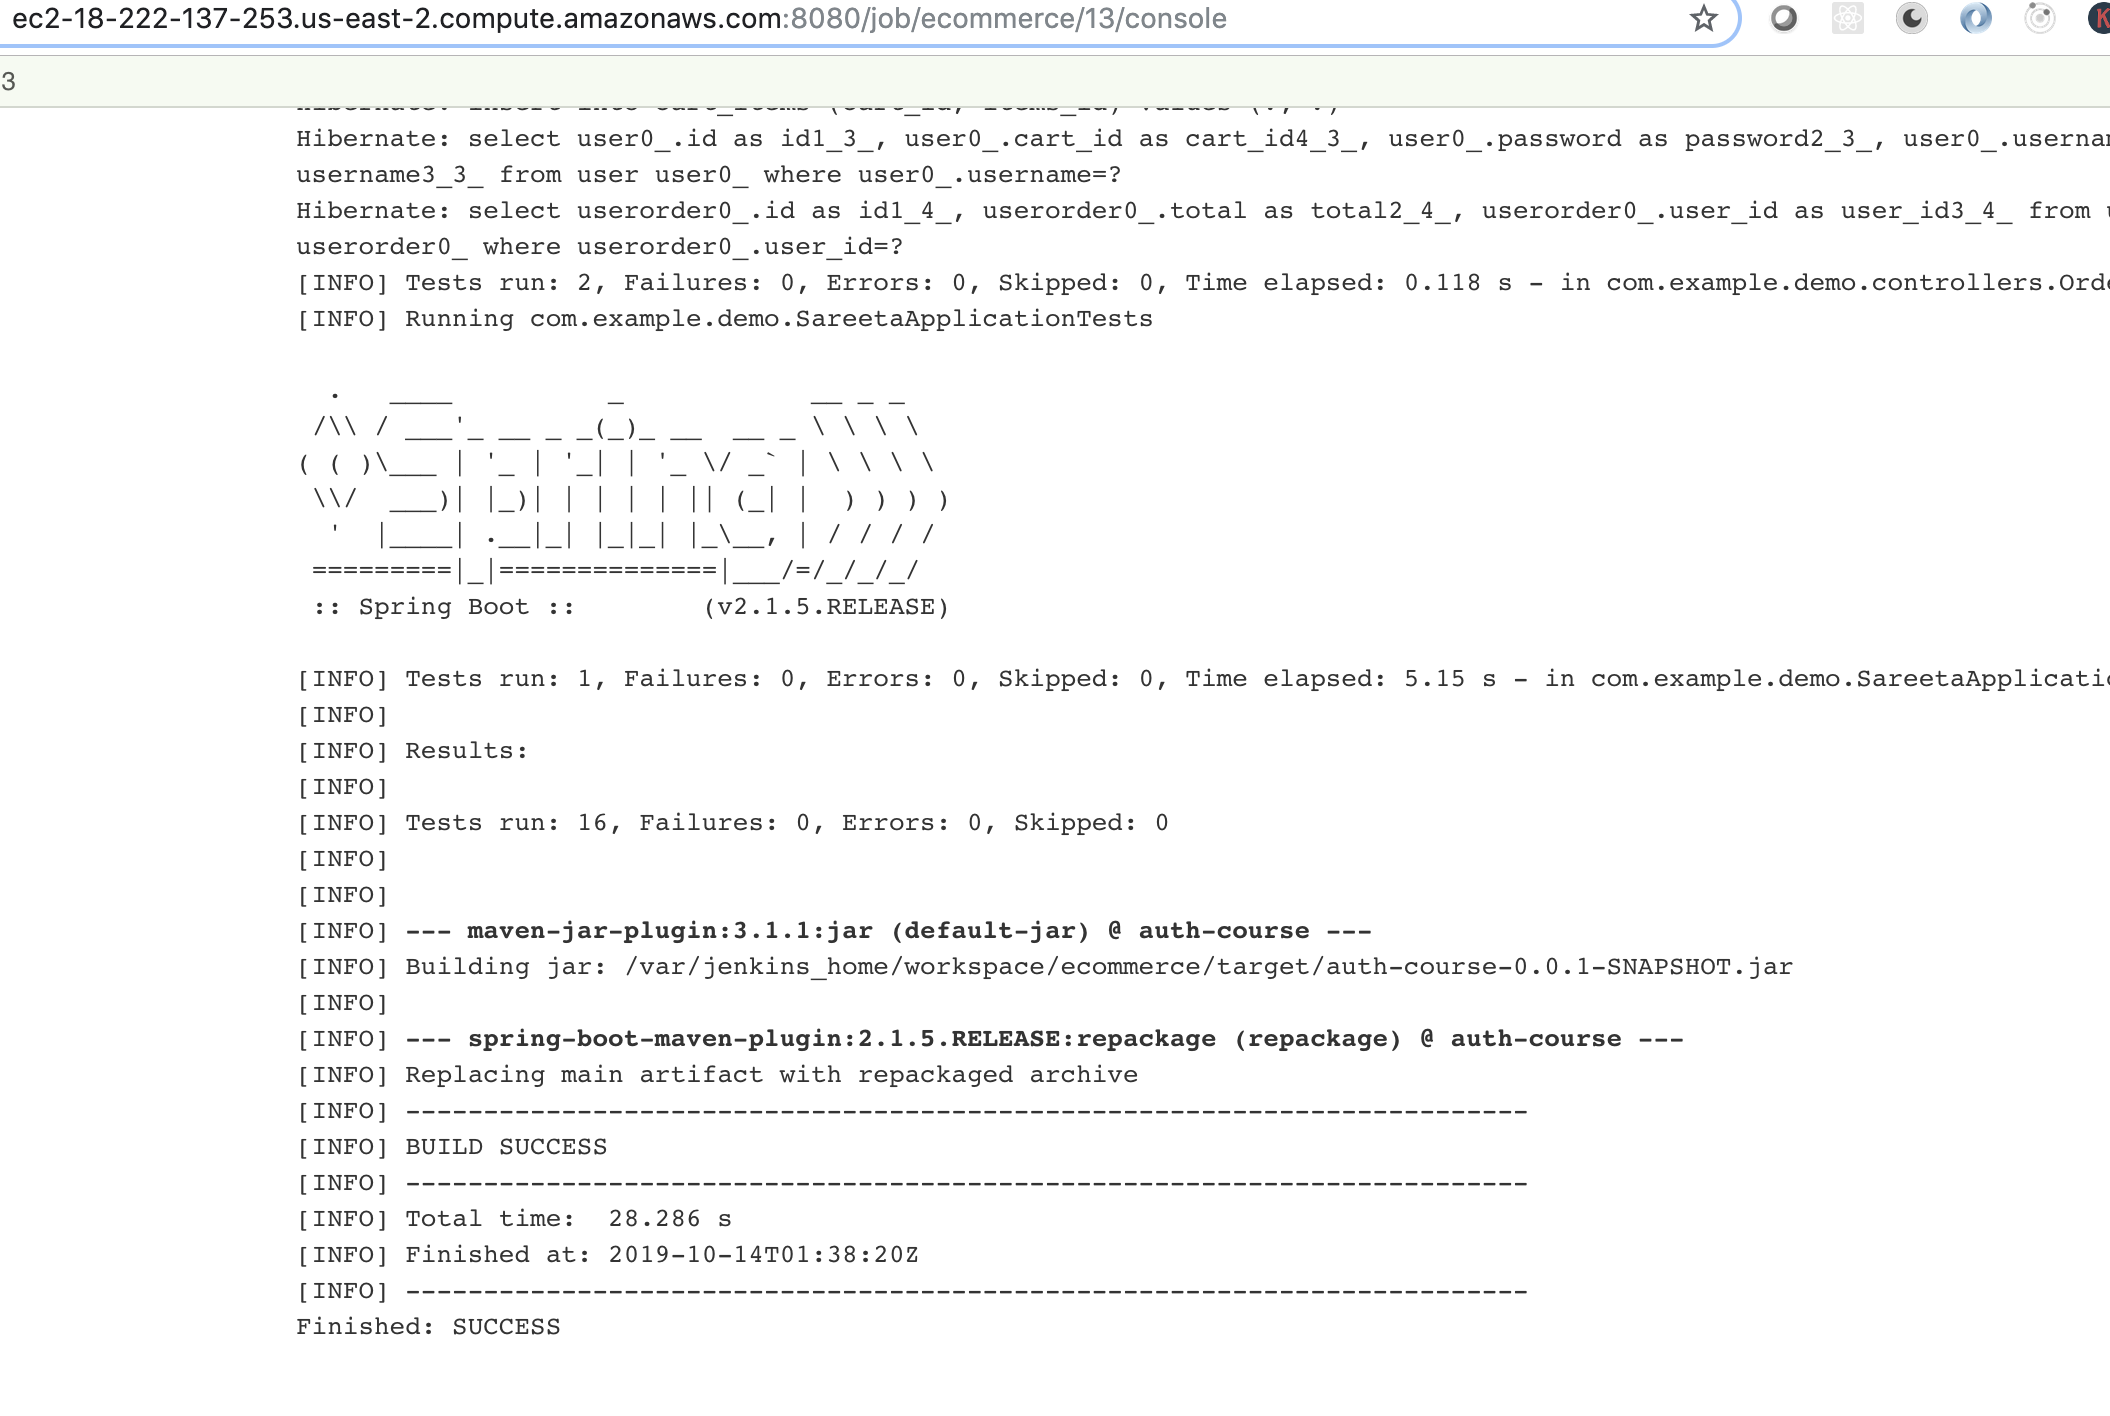 ec2-18-222-137-253.us-east-2.compute.amazonaws.com:8080/job/ecommerce/13/console
3
Hibernate: insert into cart_items (cart_id, items_id) values (?, ?)
Hibernate: select user0_.id as id1_3_, user0_.cart_id as cart_id4_3_, user0_.password as password2_3_, user0_.usernam
username3_3_ from user user0_ where user0_.username=?
Hibernate: select userorder0_.id as id1_4_, userorder0_.total as total2_4_, userorder0_.user_id as user_id3_4_ from
userorder0_ where userorder0_.user_id=?
[INFO] Tests run: 2, Failures: 0, Errors: 0, Skipped: 0, Time elapsed: 0.118 s - in com.example.demo.controllers.Orde
[INFO] Running com.example.demo.SareetaApplicationTests
  .   ____          _            __ _ _
 /\\ / ___'_ __ _ _(_)_ __  __ _ \ \ \ \
( ( )\___ | '_ | '_| | '_ \/ _` | \ \ \ \
 \\/  ___)| |_)| | | | | || (_| |  ) ) ) )
  '  |____| .__|_| |_|_| |_\__, | / / / /
 =========|_|==============|___/=/_/_/_/
 :: Spring Boot ::        (v2.1.5.RELEASE)
[INFO] Tests run: 1, Failures: 0, Errors: 0, Skipped: 0, Time elapsed: 5.15 s - in com.example.demo.SareetaApplicatio
[INFO]
[INFO] Results:
[INFO]
[INFO] Tests run: 16, Failures: 0, Errors: 0, Skipped: 0
[INFO]
[INFO]
[INFO] --- maven-jar-plugin:3.1.1:jar (default-jar) @ auth-course ---
[INFO] Building jar: /var/jenkins_home/workspace/ecommerce/target/auth-course-0.0.1-SNAPSHOT.jar
[INFO]
[INFO] --- spring-boot-maven-plugin:2.1.5.RELEASE:repackage (repackage) @ auth-course ---
[INFO] Replacing main artifact with repackaged archive
[INFO] ------------------------------------------------------------------------
[INFO] BUILD SUCCESS
[INFO] ------------------------------------------------------------------------
[INFO] Total time:  28.286 s
[INFO] Finished at: 2019-10-14T01:38:20Z
[INFO] ------------------------------------------------------------------------
Finished: SUCCESS